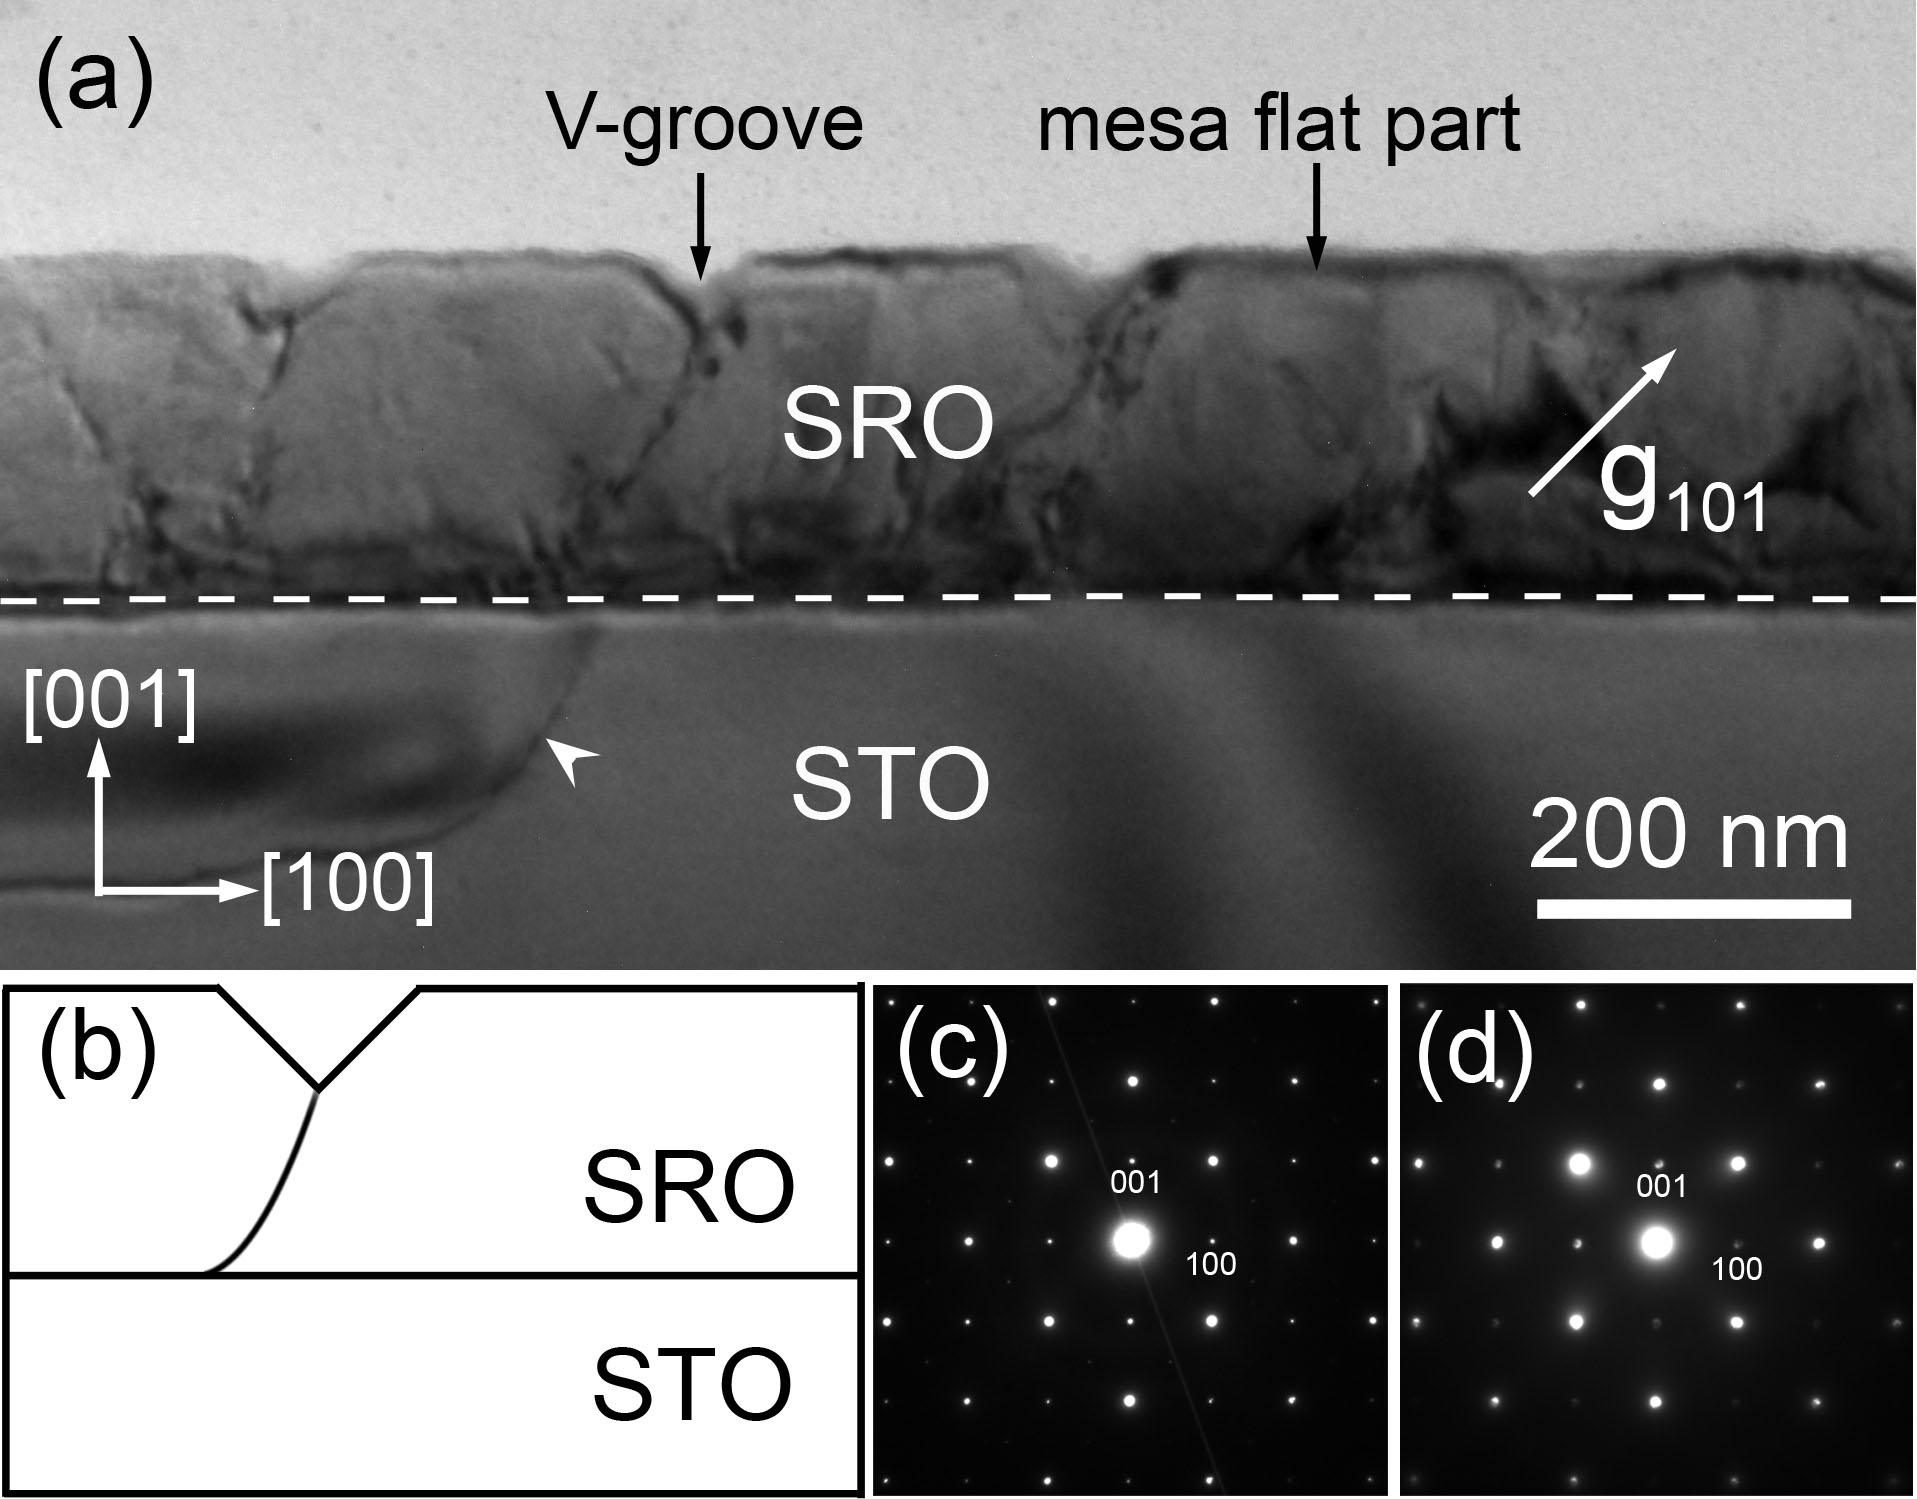 (a)
V-groove
mesa flat part
SRO
g101
[001]
STO
[100]
200 nm
(b)
SRO
STO
(c)
001
100
(d)
001
100